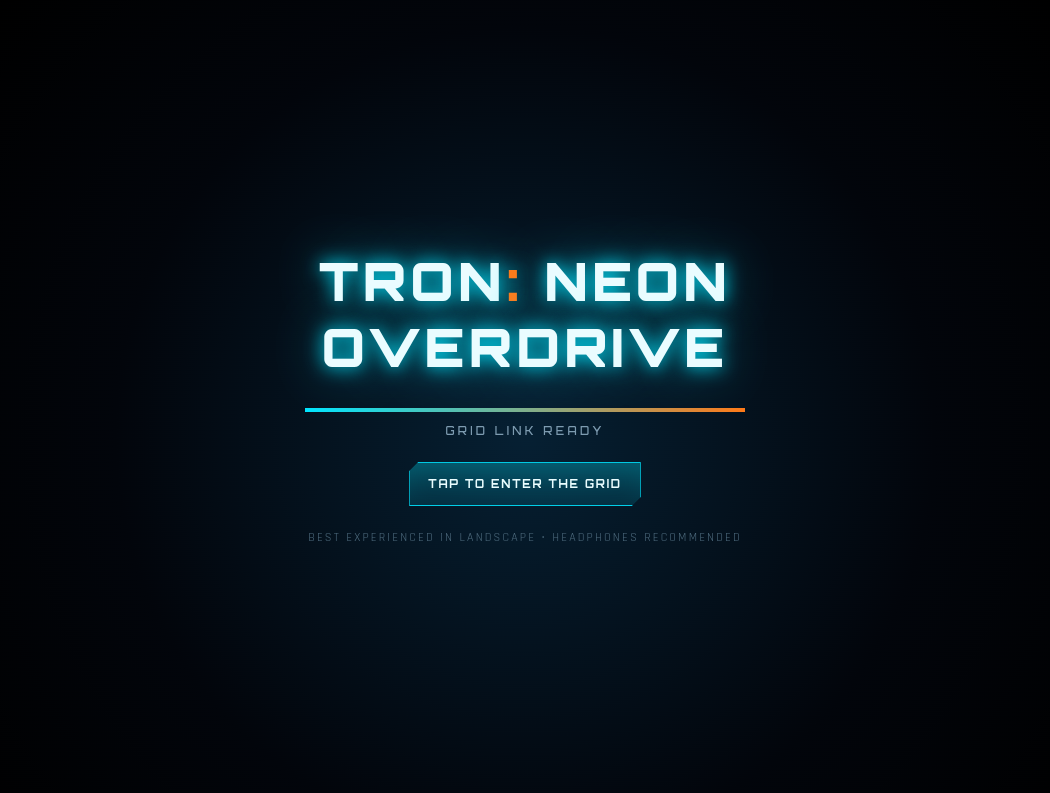 TRON: NEON
OVERDRIVE
GRID LINK READY
TAP TO ENTER THE GRID
BEST EXPERIENCED IN LANDSCAPE • HEADPHONES RECOMMENDED